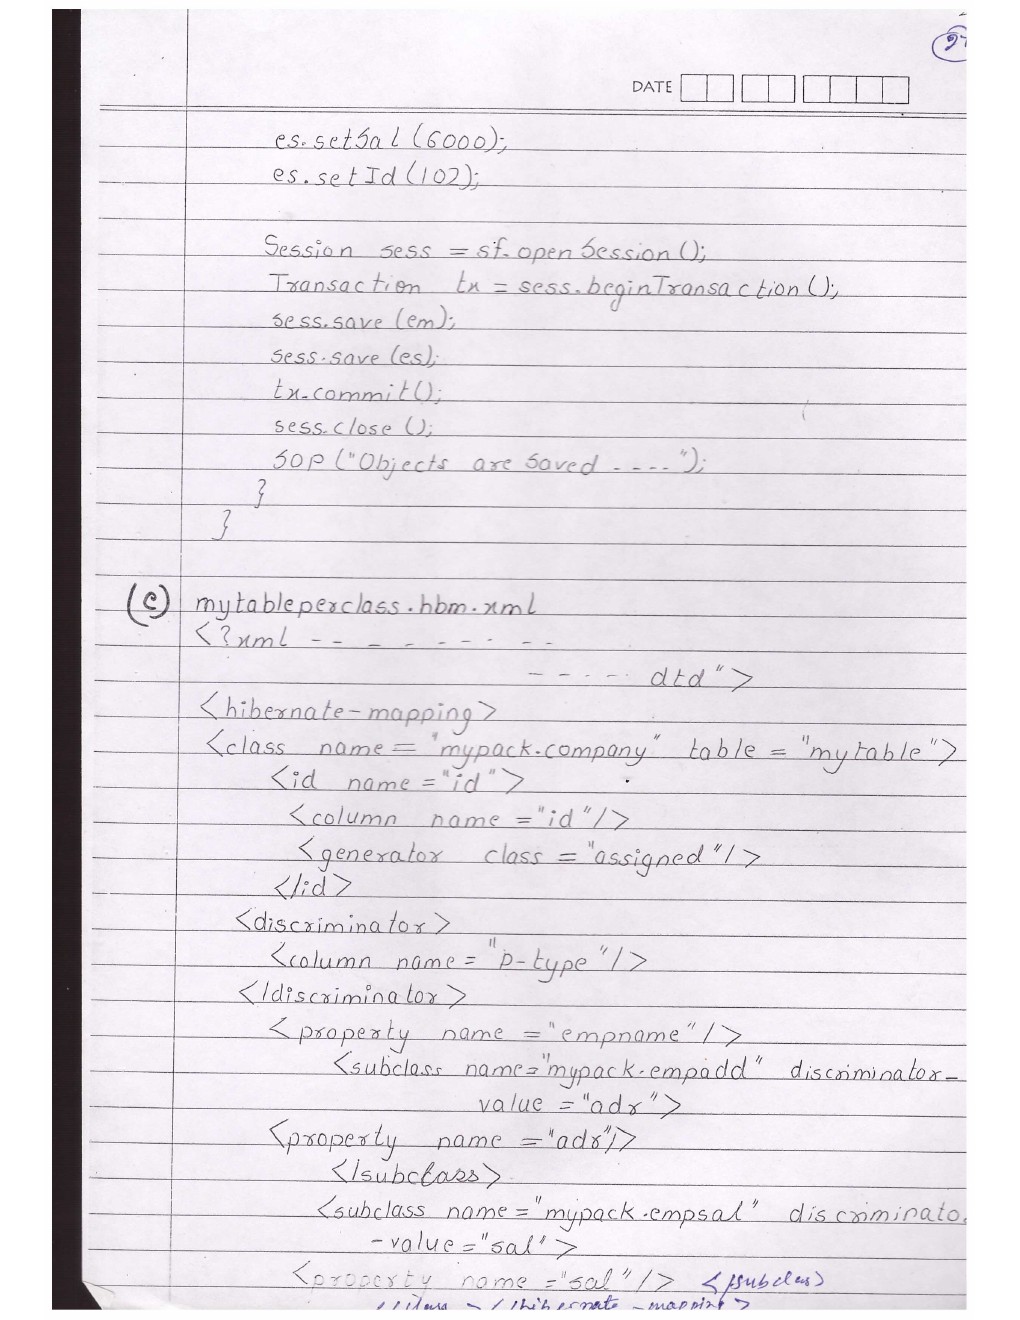 DATE
es.setSal (6000);
es.setId (102);
Session sess = sf.openSession ();
Transaction tx = sess.beginTransaction ();
sess.save (em);
sess.save (es);
tx.commit ();
sess.close ();
SOP ("Objects are saved ----");
}
}
(e) mytableperclass.hbm.xml
<?xml -- - - - - - --
- - - - - dtd">
<hibernate-mapping>
<class name = "mypack.company" table = "mytable">
<id name ="id">
<column name ="id"/>
<generator class = "assigned"/>
</id>
<discriminator>
<column name = "D-type"/>
</discriminator>
<property name ="empname"/>
<subclass name="mypack.empadd" discriminator-
value = "adr">
<property name ="adr"/>
</subclass>
<subclass name = "mypack.empsal" discriminato
-value = "sal">
<property name ="sal"/> </subclass>
</class> </hibernate-mapping>